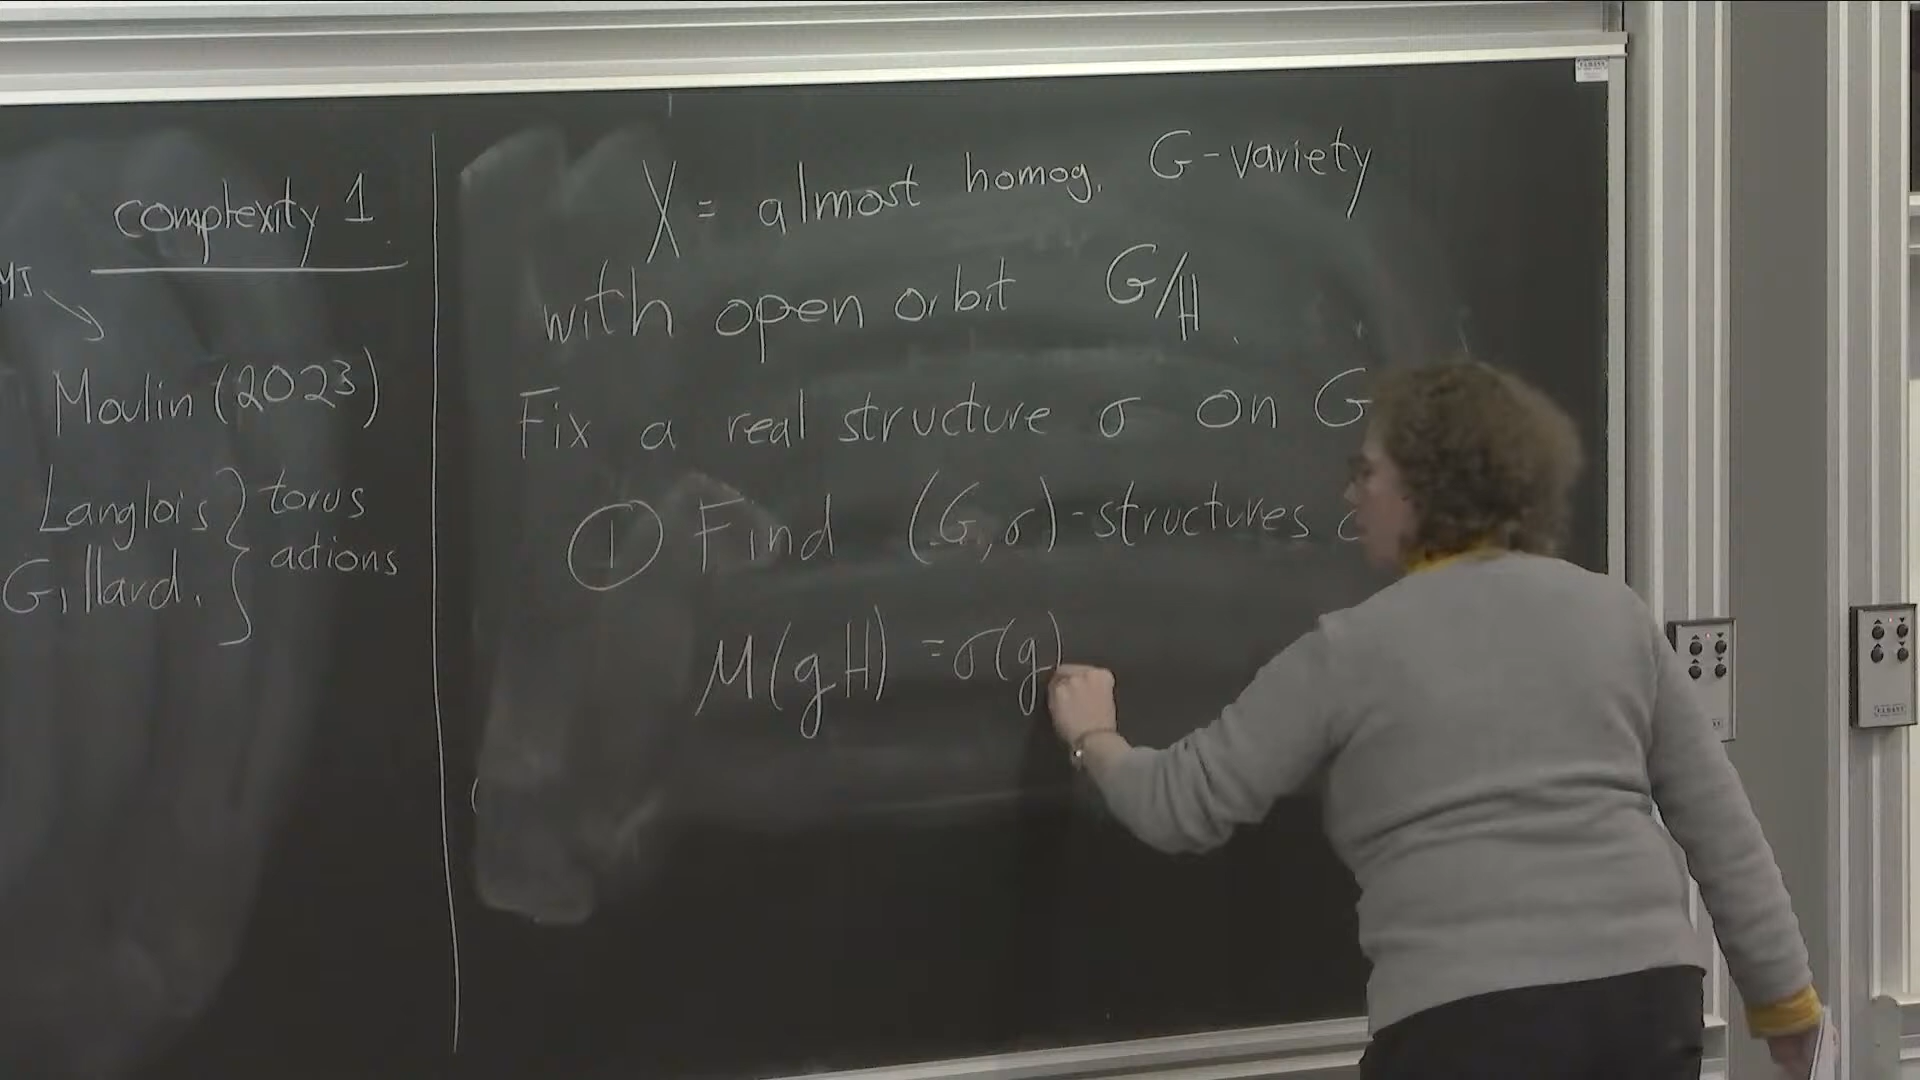 complexity 1
Moulin (2023)
Langlois } torus
Gillard. } actions
X = almost homog. G-variety
with open orbit G/H.
Fix a real structure σ on G
① Find (G,σ)-structures
μ(gH) = σ(g)